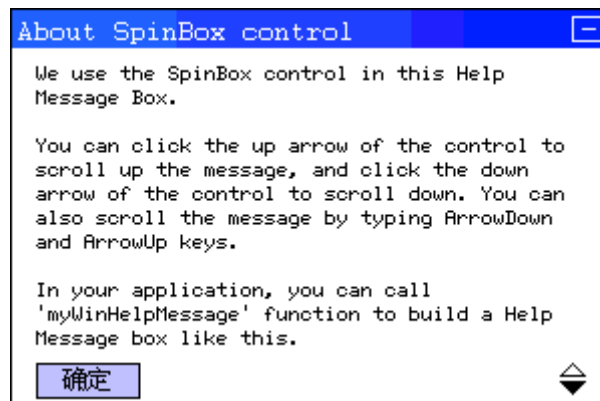 About SpinBox control
We use the SpinBox control in this Help
Message Box.
You can click the up arrow of the control to
scroll up the message, and click the down
arrow of the control to scroll down. You can
also scroll the message by typing ArrowDown
and ArrowUp keys.
In your application, you can call
'myWinHelpMessage' function to build a Help
Message box like this.
确定